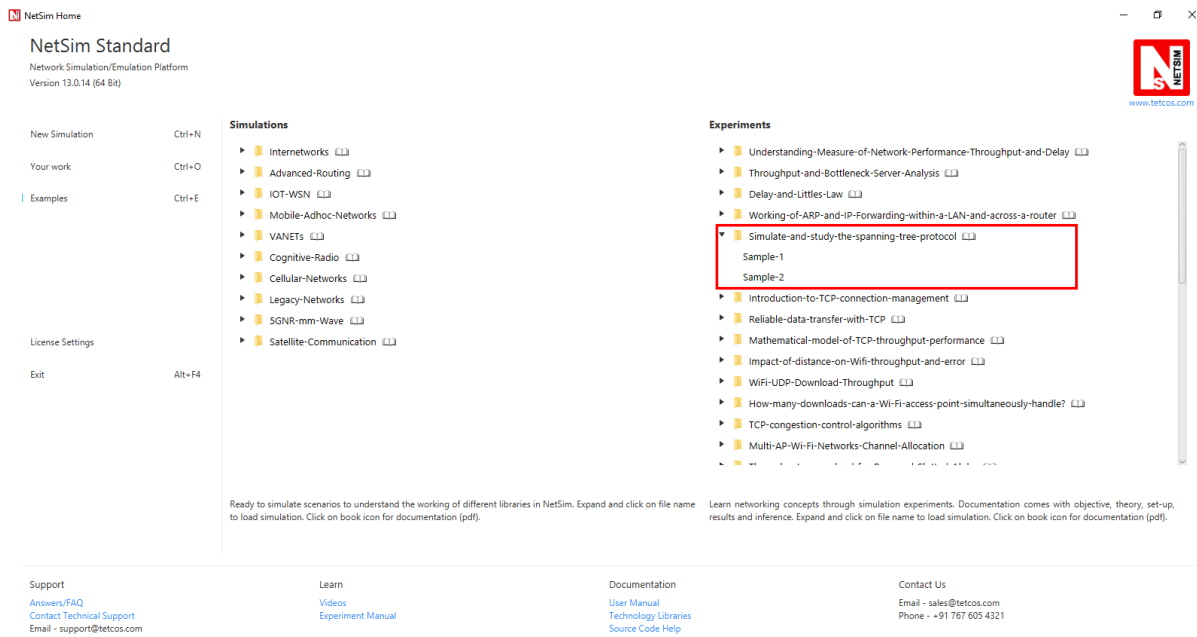 NetSim Home
NetSim Standard
Network Simulation/Emulation Platform
Version 13.0.14 (64 Bit)
NETSIM
www.tetcos.com
New Simulation Ctrl+N
Your work Ctrl+O
Examples Ctrl+E
License Settings
Exit Alt+F4
Simulations
Internetworks
Advanced-Routing
IOT-WSN
Mobile-Adhoc-Networks
VANETs
Cognitive-Radio
Cellular-Networks
Legacy-Networks
5GNR-mm-Wave
Satellite-Communication
Ready to simulate scenarios to understand the working of different libraries in NetSim. Expand and click on file name
to load simulation. Click on book icon for documentation (pdf).
Experiments
Understanding-Measure-of-Network-Performance-Throughput-and-Delay
Throughput-and-Bottleneck-Server-Analysis
Delay-and-Littles-Law
Working-of-ARP-and-IP-Forwarding-within-a-LAN-and-across-a-router
Simulate-and-study-the-spanning-tree-protocol
Sample-1
Sample-2
Introduction-to-TCP-connection-management
Reliable-data-transfer-with-TCP
Mathematical-model-of-TCP-throughput-performance
Impact-of-distance-on-Wifi-throughput-and-error
WiFi-UDP-Download-Throughput
How-many-downloads-can-a-Wi-Fi-access-point-simultaneously-handle?
TCP-congestion-control-algorithms
Multi-AP-Wi-Fi-Networks-Channel-Allocation
Learn networking concepts through simulation experiments. Documentation comes with objective, theory, set-up,
results and inference. Expand and click on file name to load simulation. Click on book icon for documentation (pdf).
Support
Answers/FAQ
Contact Technical Support
Email - support@tetcos.com
Learn
Videos
Experiment Manual
Documentation
User Manual
Technology Libraries
Source Code Help
Contact Us
Email - sales@tetcos.com
Phone - +91 767 605 4321